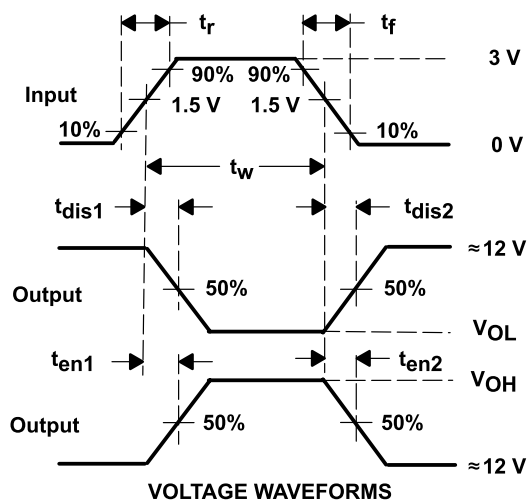 tr
tf
3 V
90%
90%
Input
1.5 V
1.5 V
10%
10%
0 V
tw
tdis1
tdis2
≈12 V
Output
50%
50%
VOL
ten1
ten2
VOH
Output
50%
50%
≈12 V
VOLTAGE WAVEFORMS